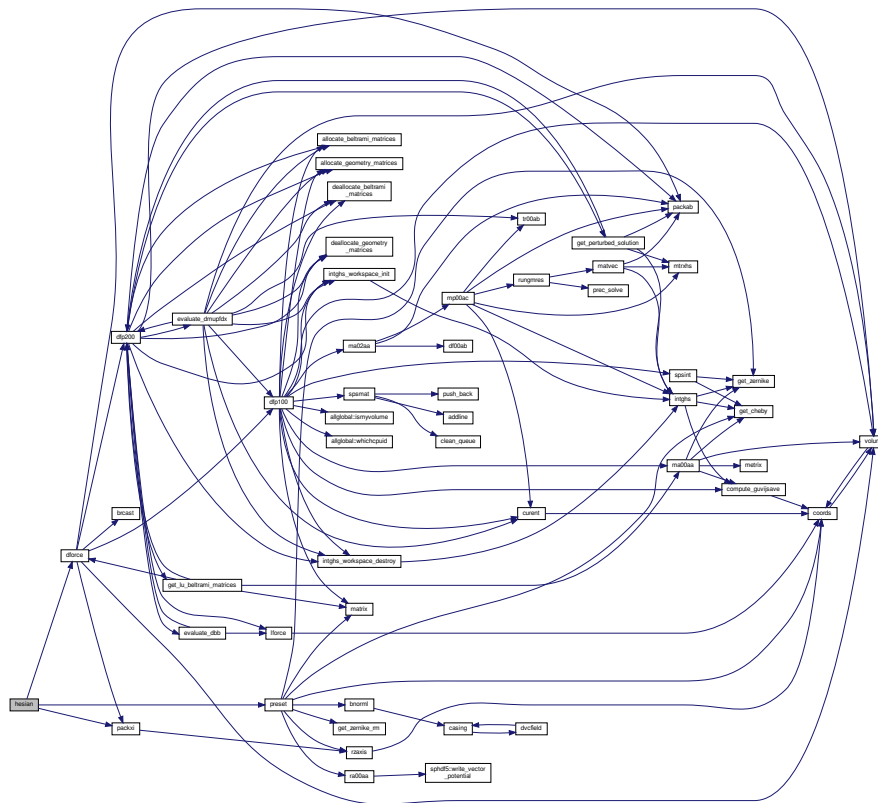 allocate_beltrami_matrices
allocate_geometry_matrices
deallocate_beltrami
_matrices
packab
tr00ab
get_perturbed_solution
deallocate_geometry
_matrices
matvec
mtrxhs
intghs_workspace_init
rungmres
prec_solve
mp00ac
evaluate_dmupfdx
dfp200
ma02aa
df00ab
spsint
get_zernike
spsmat
push_back
intghs
dfp100
get_cheby
allglobal::ismyvolume
addline
allglobal::whichcpuid
clean_queue
ma00aa
metrix
compute_guvijsave
brcast
curent
coords
dforce
intghs_workspace_destroy
get_lu_beltrami_matrices
matrix
evaluate_dbb
lforce
hesian
preset
bnorml
packxi
get_zernike_rm
casing
dvcfield
rzaxis
ra00aa
sphdf5::write_vector
_potential